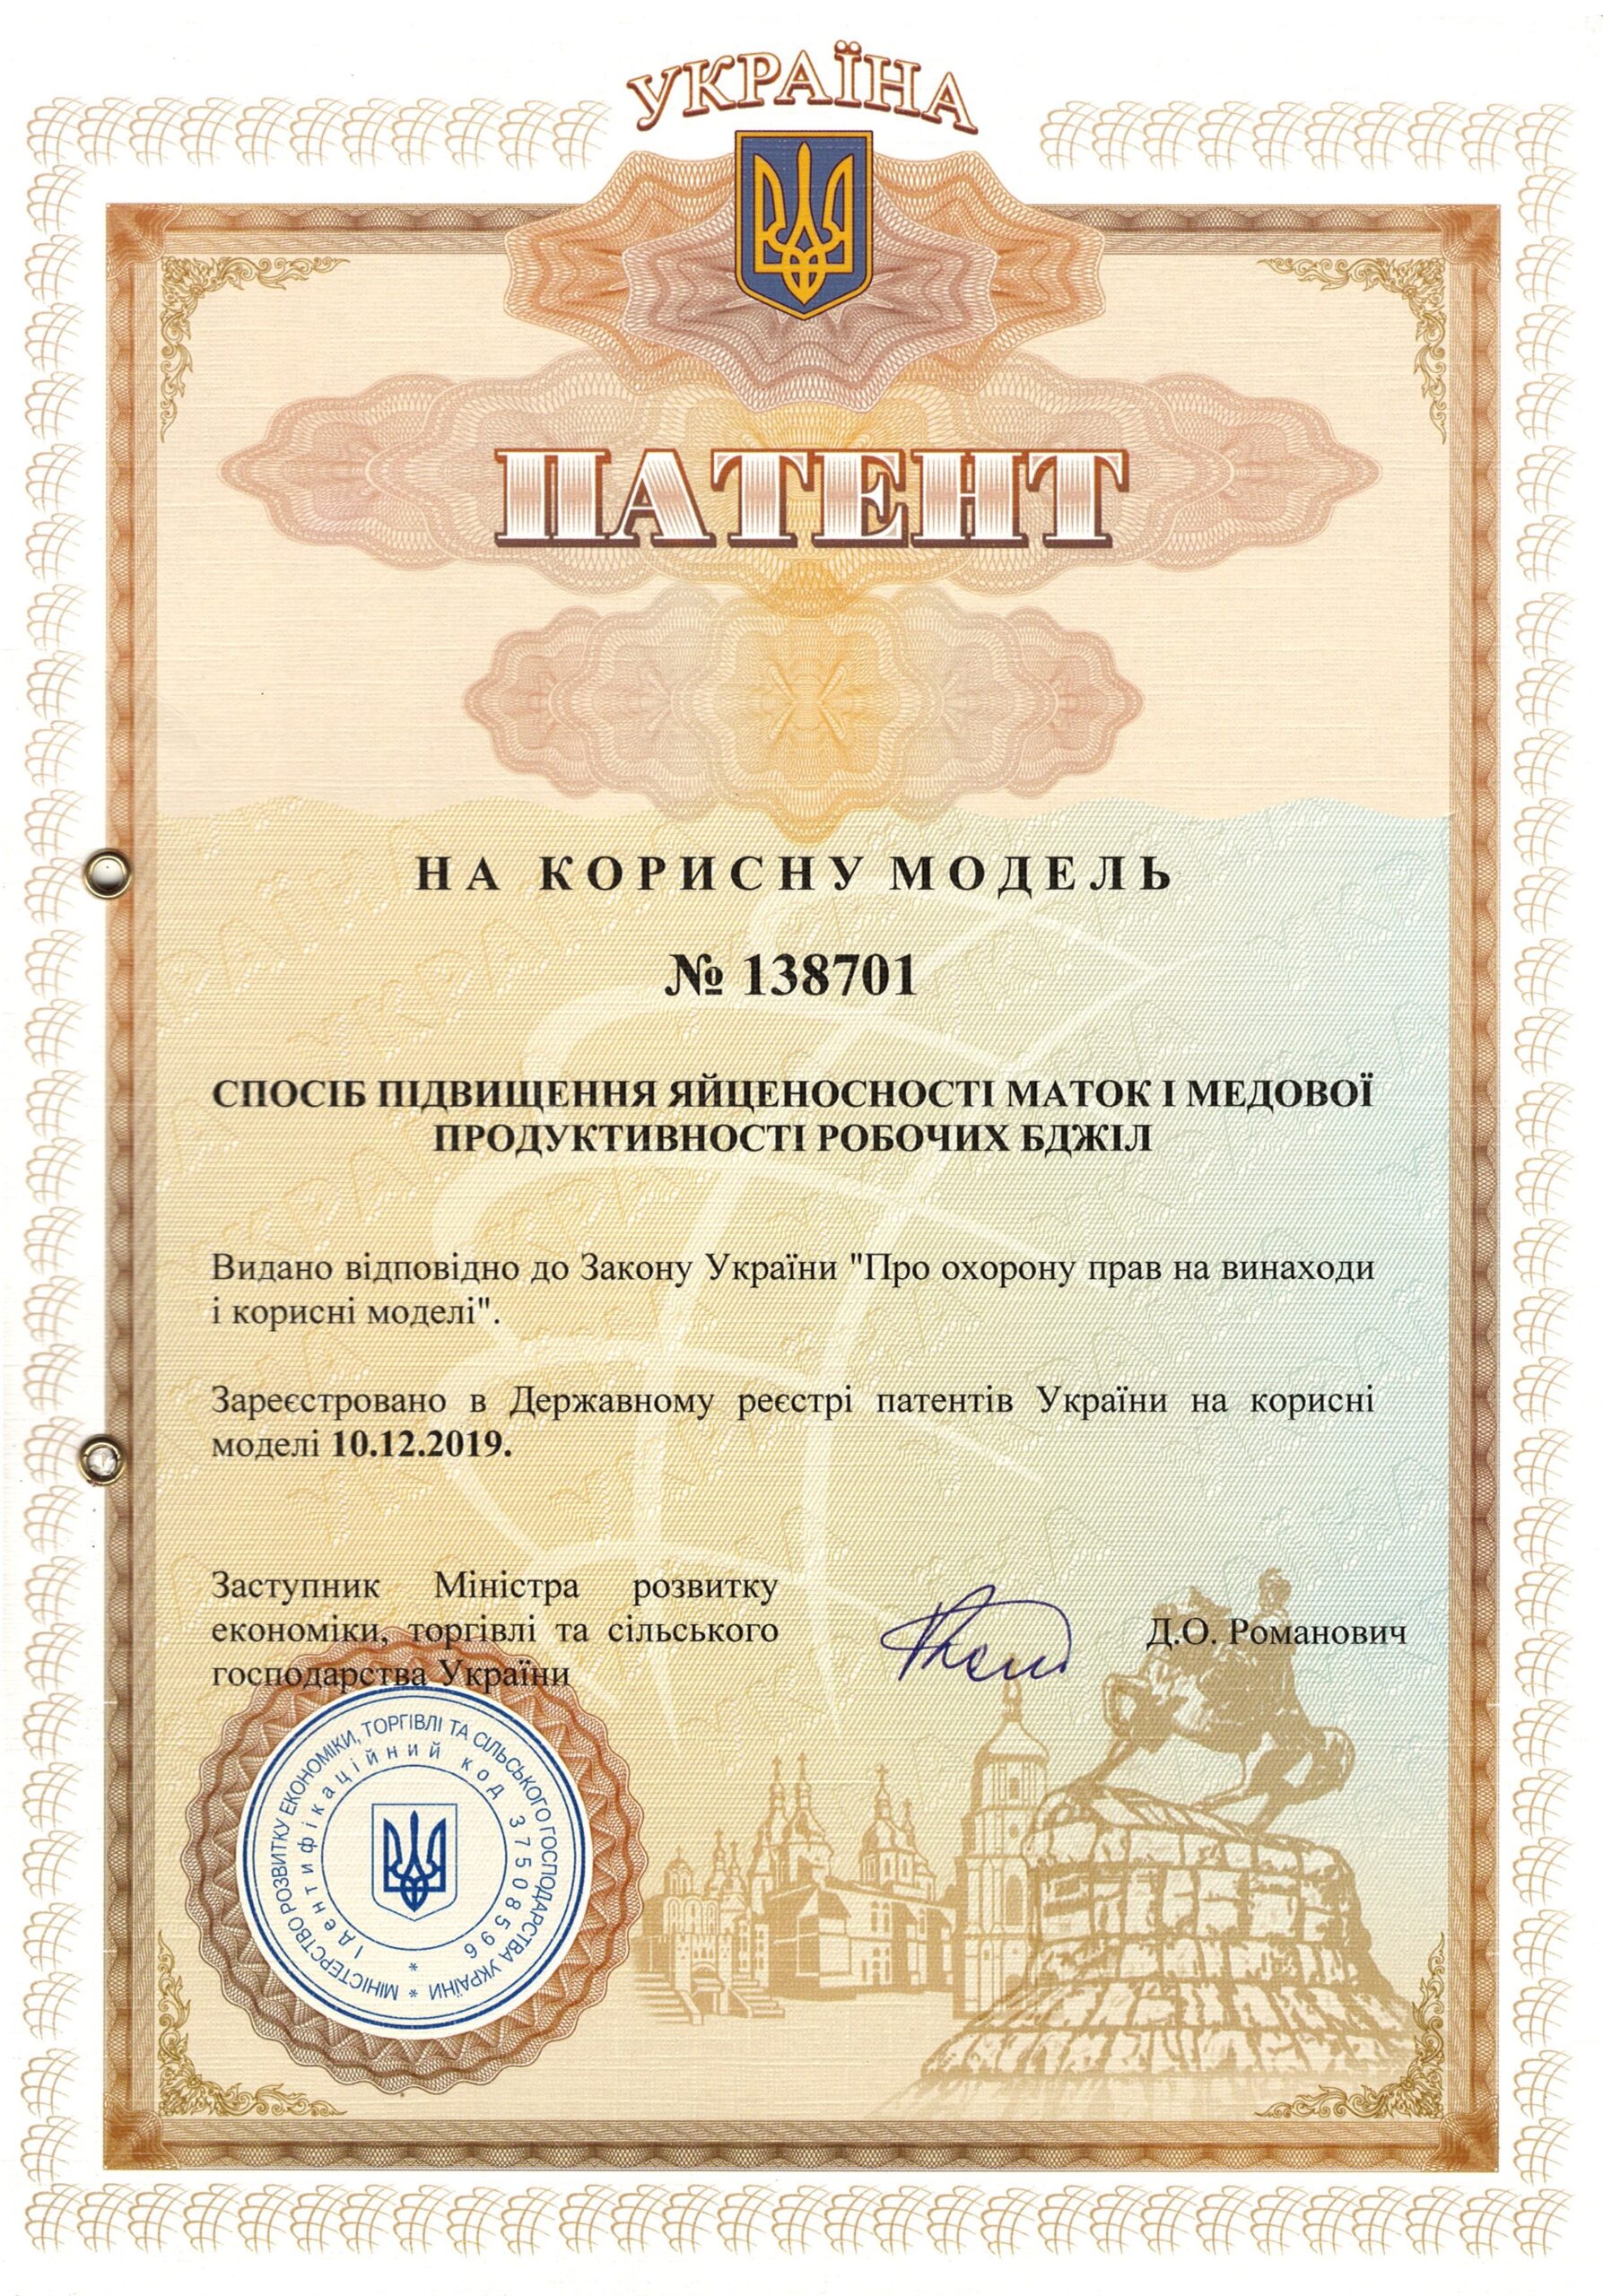 УКРАЇНА
ПАТЕНТ
НА КОРИСНУ МОДЕЛЬ
№ 138701
СПОСІБ ПІДВИЩЕННЯ ЯЙЦЕНОСНОСТІ МАТОК І МЕДОВОЇ
ПРОДУКТИВНОСТІ РОБОЧИХ БДЖІЛ
Видано відповідно до Закону України "Про охорону прав на винаходи
і корисні моделі".
Зареєстровано в Державному реєстрі патентів України на корисні
моделі 10.12.2019.
Заступник Міністра розвитку
економіки, торгівлі та сільського
господарства України
Д.О. Романович
МІНІСТЕРСТВО РОЗВИТКУ ЕКОНОМІКИ, ТОРГІВЛІ ТА СІЛЬСЬКОГО ГОСПОДАРСТВА УКРАЇНИ *
Ідентифікаційний код 37508596 *